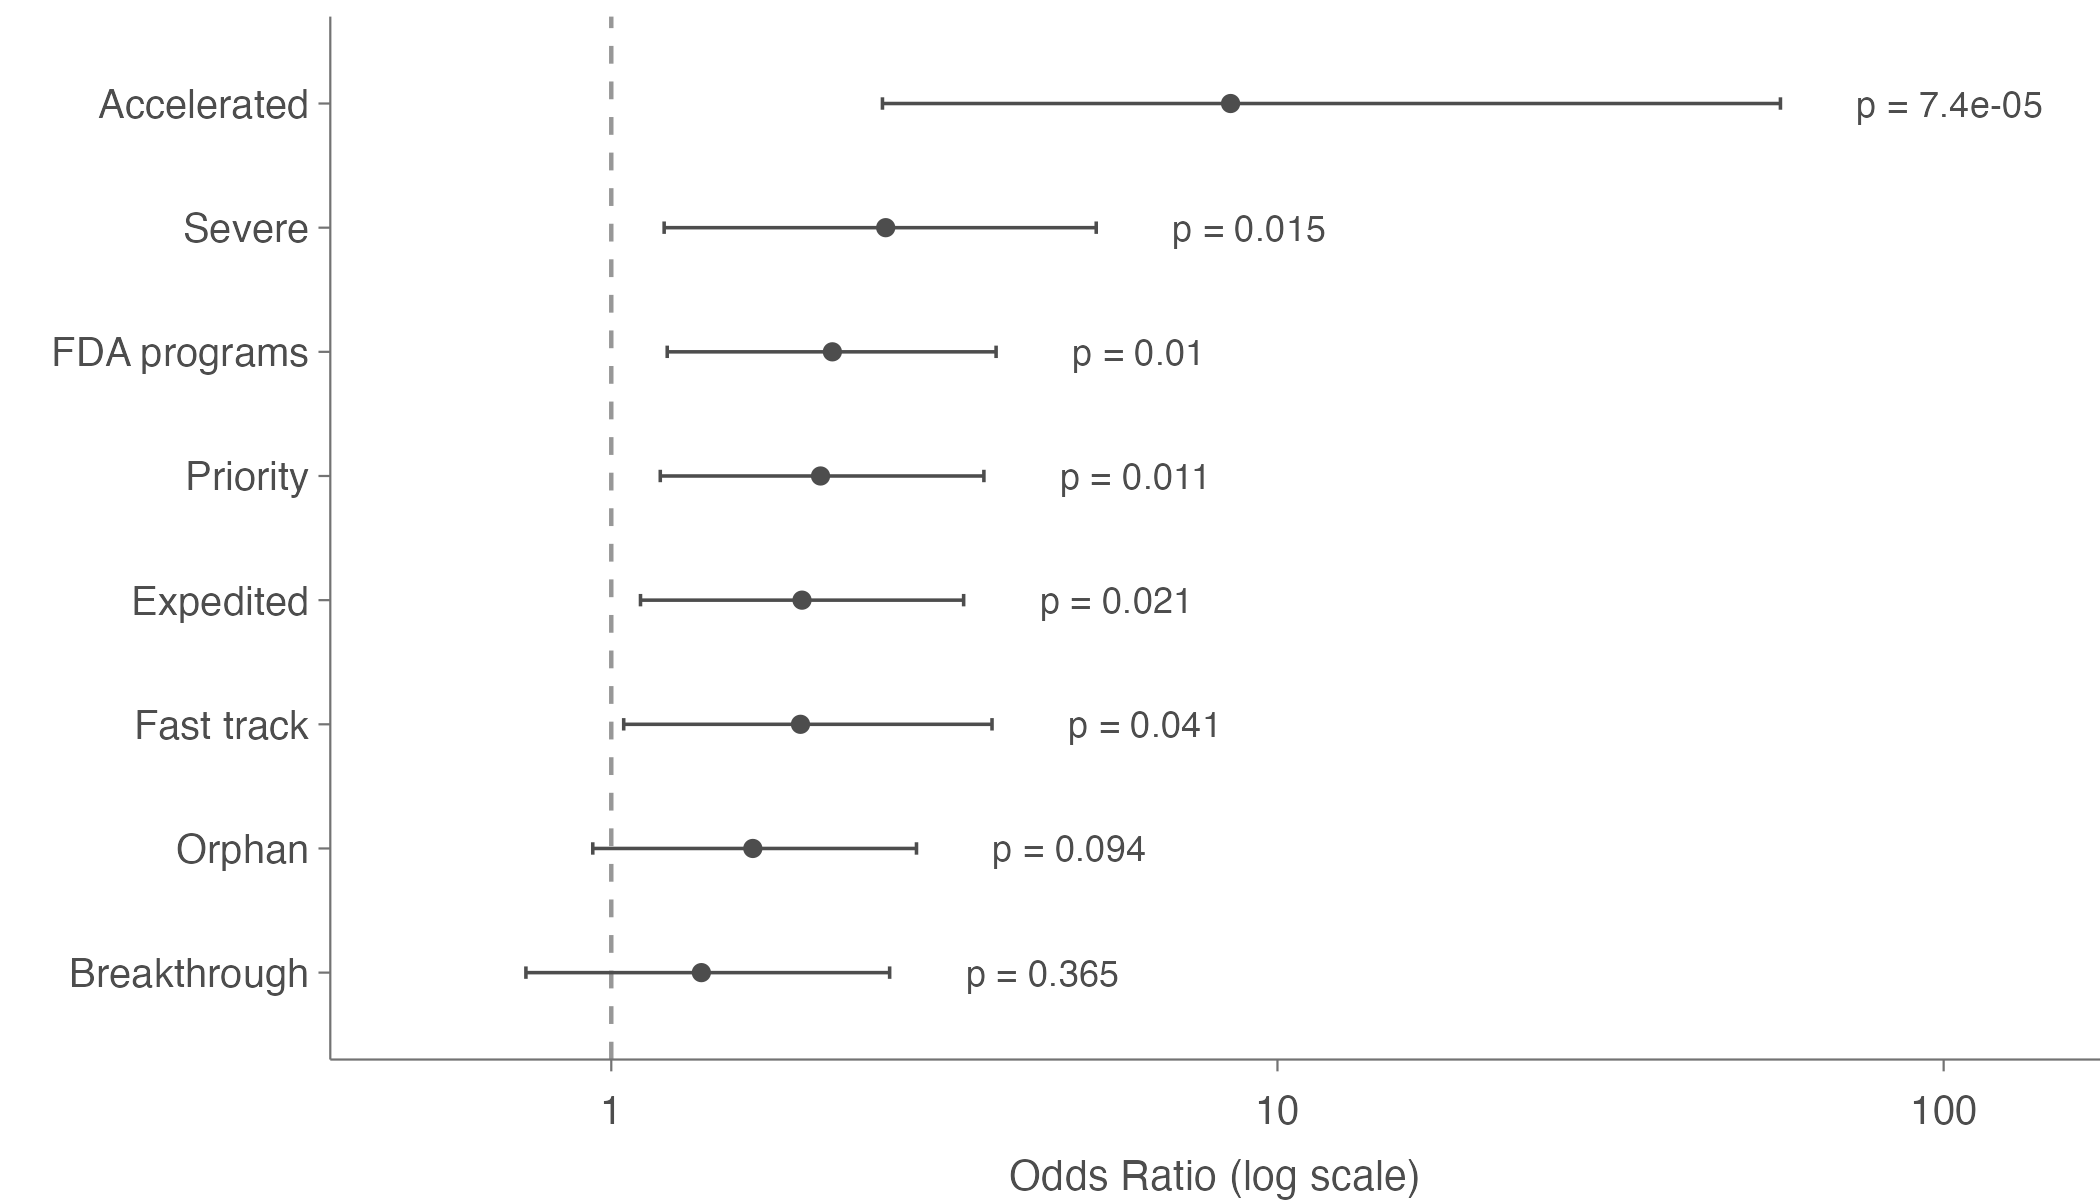 Accelerated p = 7.4e-05
Severe p = 0.015
FDA programs p = 0.01
Priority p = 0.011
Expedited p = 0.021
Fast track p = 0.041
Orphan p = 0.094
Breakthrough p = 0.365
1 10 100
Odds Ratio (log scale)